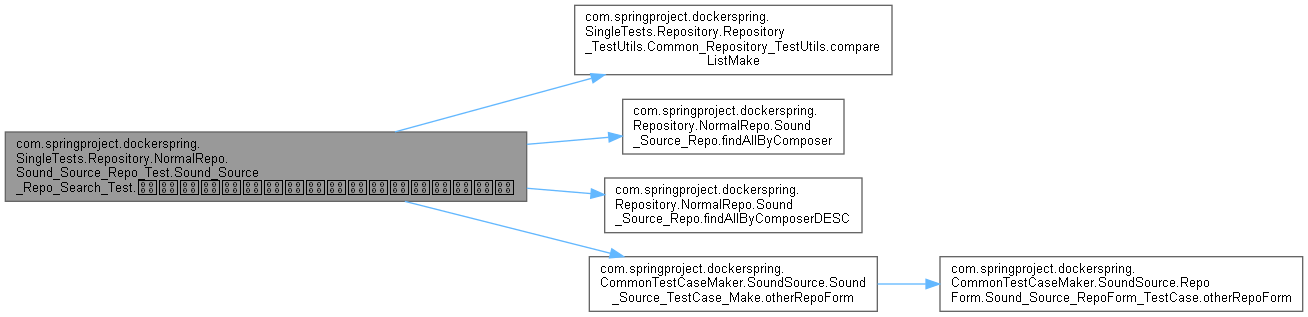 com.springproject.dockerspring.
SingleTests.Repository.Repository
_TestUtils.Common_Repository_TestUtils.compare
ListMake
com.springproject.dockerspring.
Repository.NormalRepo.Sound
_Source_Repo.findAllByComposer
com.springproject.dockerspring.
SingleTests.Repository.NormalRepo.
Sound_Source_Repo_Test.Sound_Source
_Repo_Search_Test.
com.springproject.dockerspring.
Repository.NormalRepo.Sound
_Source_Repo.findAllByComposerDESC
com.springproject.dockerspring.
CommonTestCaseMaker.SoundSource.Sound
_Source_TestCase_Make.otherRepoForm
com.springproject.dockerspring.
CommonTestCaseMaker.SoundSource.Repo
Form.Sound_Source_RepoForm_TestCase.otherRepoForm